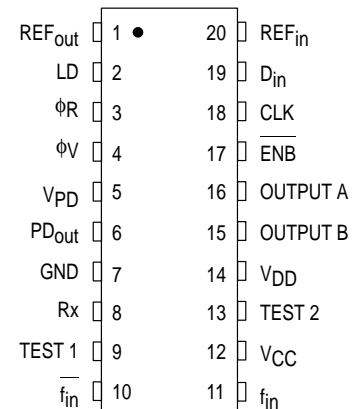 REFout 1 20 REFin
LD 2 19 Din
ϕR 3 18 CLK
ϕV 4 17 E̅N̅B̅
VPD 5 16 OUTPUT A
PDout 6 15 OUTPUT B
GND 7 14 VDD
Rx 8 13 TEST 2
TEST 1 9 12 VCC
f̅i̅n̅ 10 11 fin